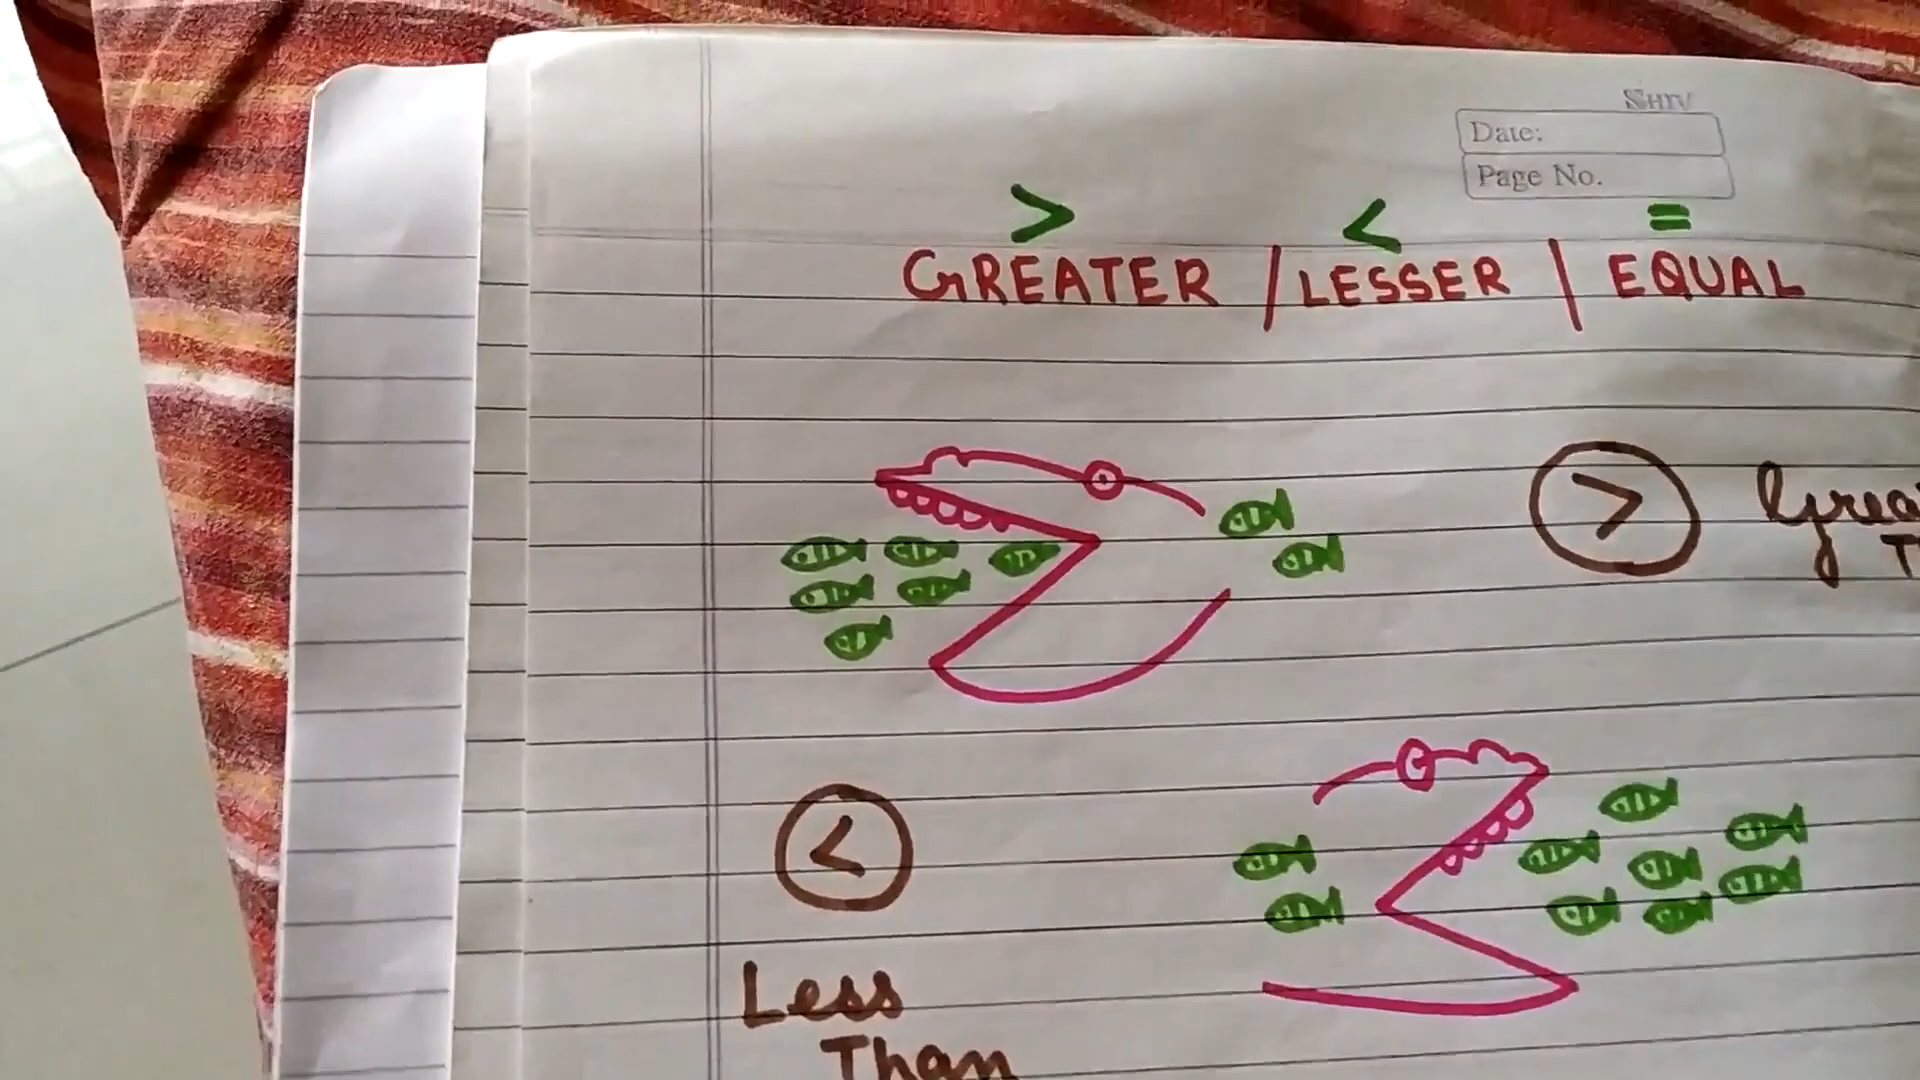 SHIV
Date:
Page No.
> < =
GREATER / LESSER | EQUAL
>
<
Less
Than